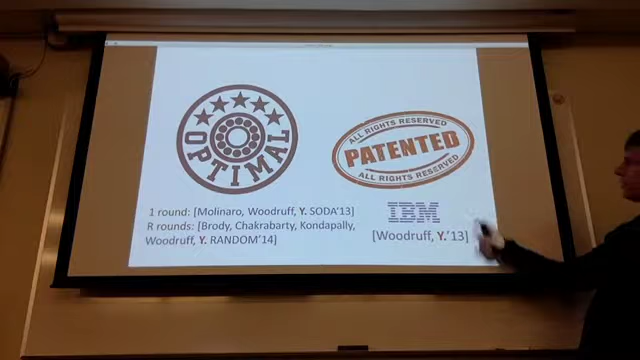 OPTIMAL
ALL RIGHTS RESERVED
PATENTED
ALL RIGHTS RESERVED
1 round: [Molinaro, Woodruff, Y. SODA'13]
R rounds: [Brody, Chakrabarty, Kondapally,
Woodruff, Y. RANDOM'14]
IBM
[Woodruff, Y.'13]